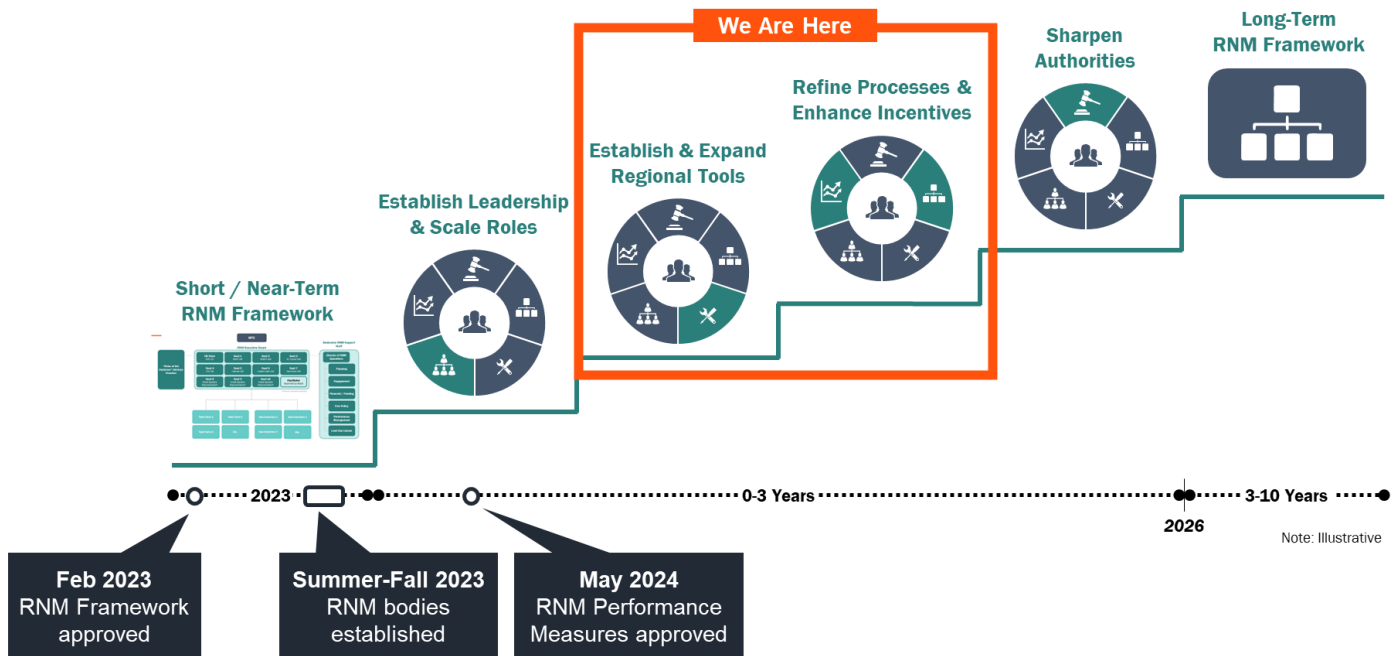 We Are Here
Long-Term
RNM Framework
Sharpen
Authorities
Refine Processes &
Enhance Incentives
Establish & Expand
Regional Tools
Establish Leadership
& Scale Roles
Short / Near-Term
RNM Framework
2023
0-3 Years
3-10 Years
2026
Note: Illustrative
Feb 2023
RNM Framework
approved
Summer-Fall 2023
RNM bodies
established
May 2024
RNM Performance
Measures approved